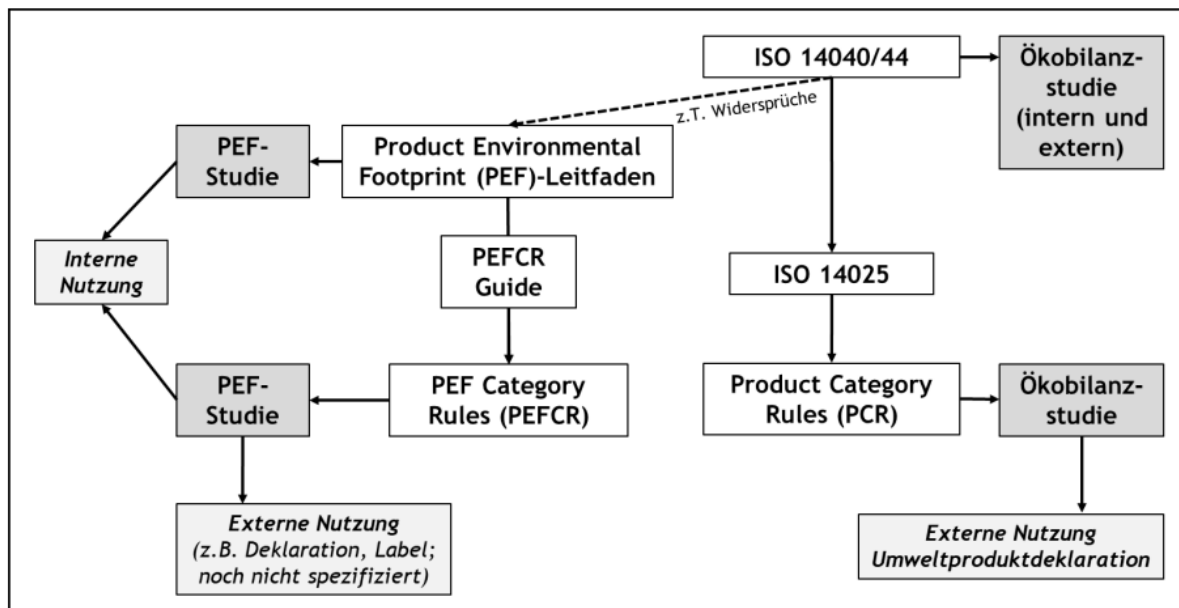 ISO 14040/44
Ökobilanz-
studie
(intern und
extern)
z.T. Widersprüche
PEF-
Studie
Product Environmental
Footprint (PEF)-Leitfaden
Interne
Nutzung
PEFCR
Guide
ISO 14025
PEF-
Studie
PEF Category
Rules (PEFCR)
Product Category
Rules (PCR)
Ökobilanz-
studie
Externe Nutzung
(z.B. Deklaration, Label;
noch nicht spezifiziert)
Externe Nutzung
Umweltproduktdeklaration